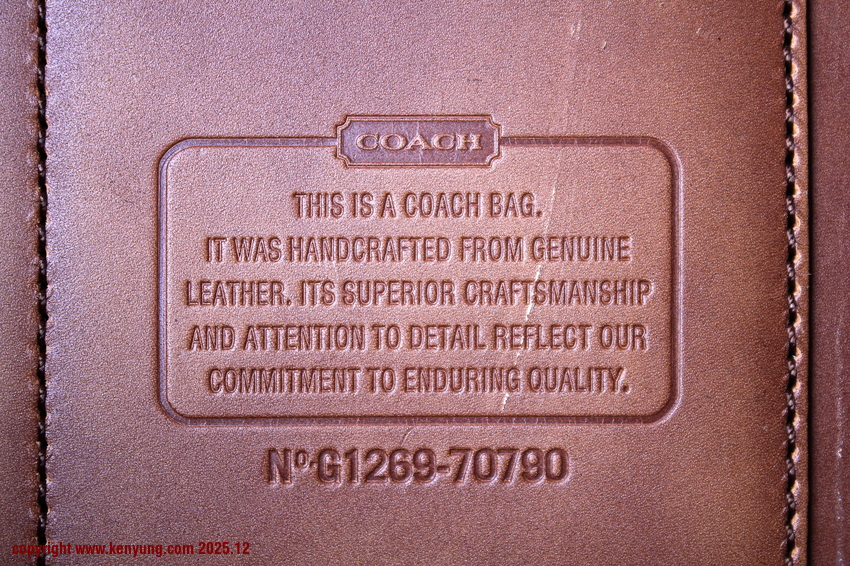 COACH
THIS IS A COACH BAG.
IT WAS HANDCRAFTED FROM GENUINE
LEATHER. ITS SUPERIOR CRAFTSMANSHIP
AND ATTENTION TO DETAIL REFLECT OUR
COMMITMENT TO ENDURING QUALITY.
Nº G1269-70790
copyright www.kenyung.com 2025.12